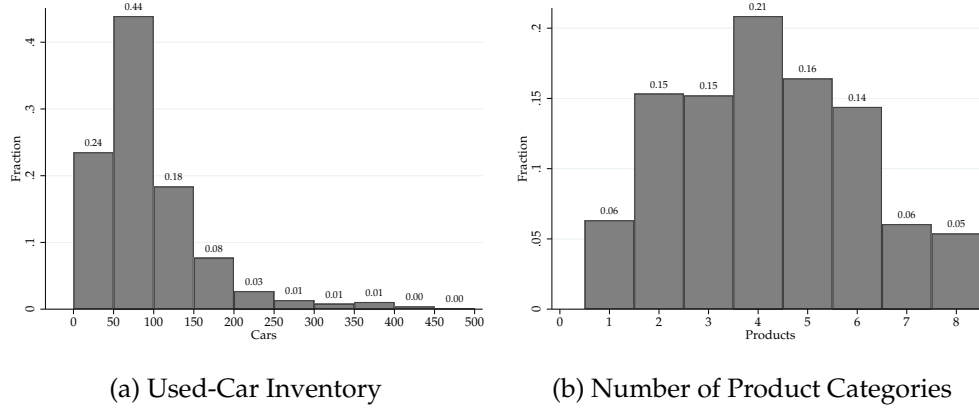 Fraction
0 .1 .2 .3 .4
0.24 0.44 0.18 0.08 0.03 0.01 0.01 0.01 0.00 0.00
0 50 100 150 200 250 300 350 400 450 500
Cars
(a) Used-Car Inventory
Fraction
0 .05 .1 .15 .2
0.06 0.15 0.15 0.21 0.16 0.14 0.06 0.05
0 1 2 3 4 5 6 7 8
Products
(b) Number of Product Categories